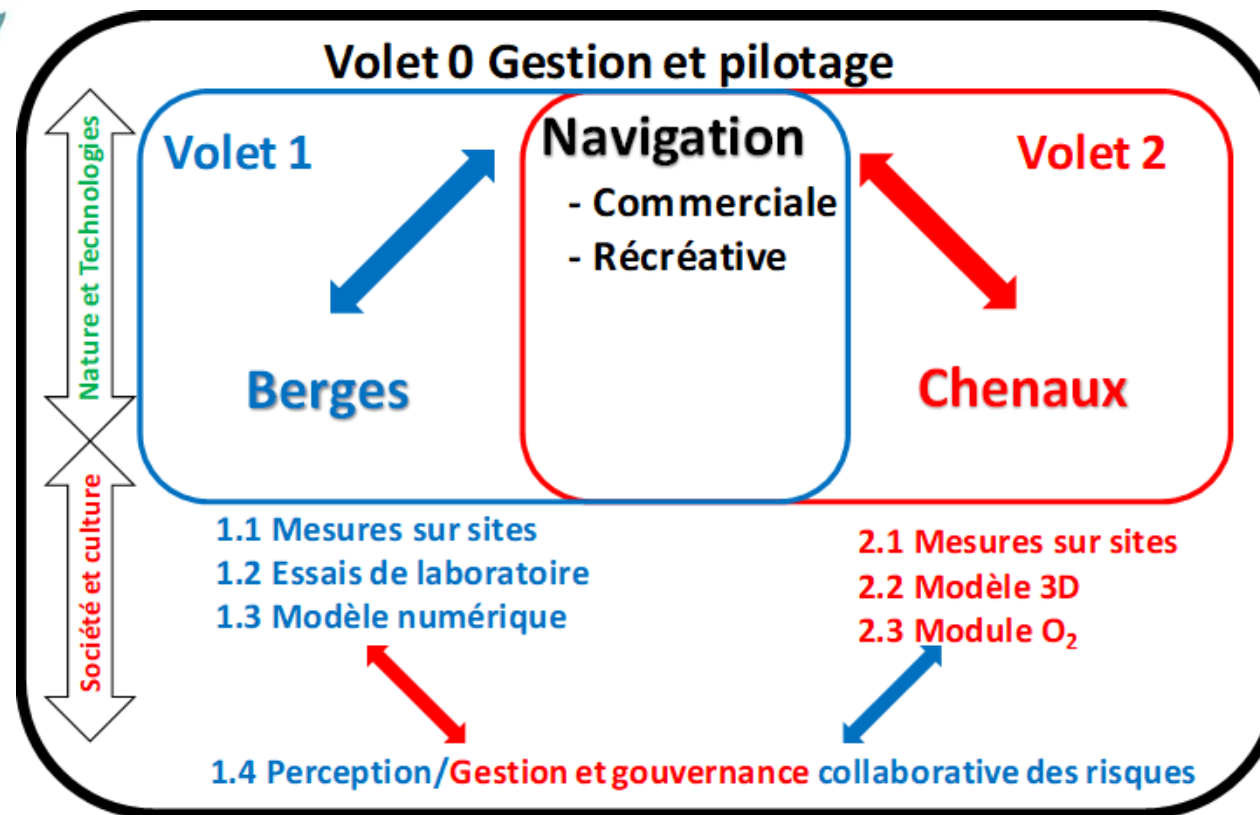 Volet 0 Gestion et pilotage
Nature et Technologies
Société et culture
Volet 1
Navigation
- Commerciale
- Récréative
Volet 2
Berges
Chenaux
1.1 Mesures sur sites
1.2 Essais de laboratoire
1.3 Modèle numérique
2.1 Mesures sur sites
2.2 Modèle 3D
2.3 Module O₂
1.4 Perception/Gestion et gouvernance collaborative des risques